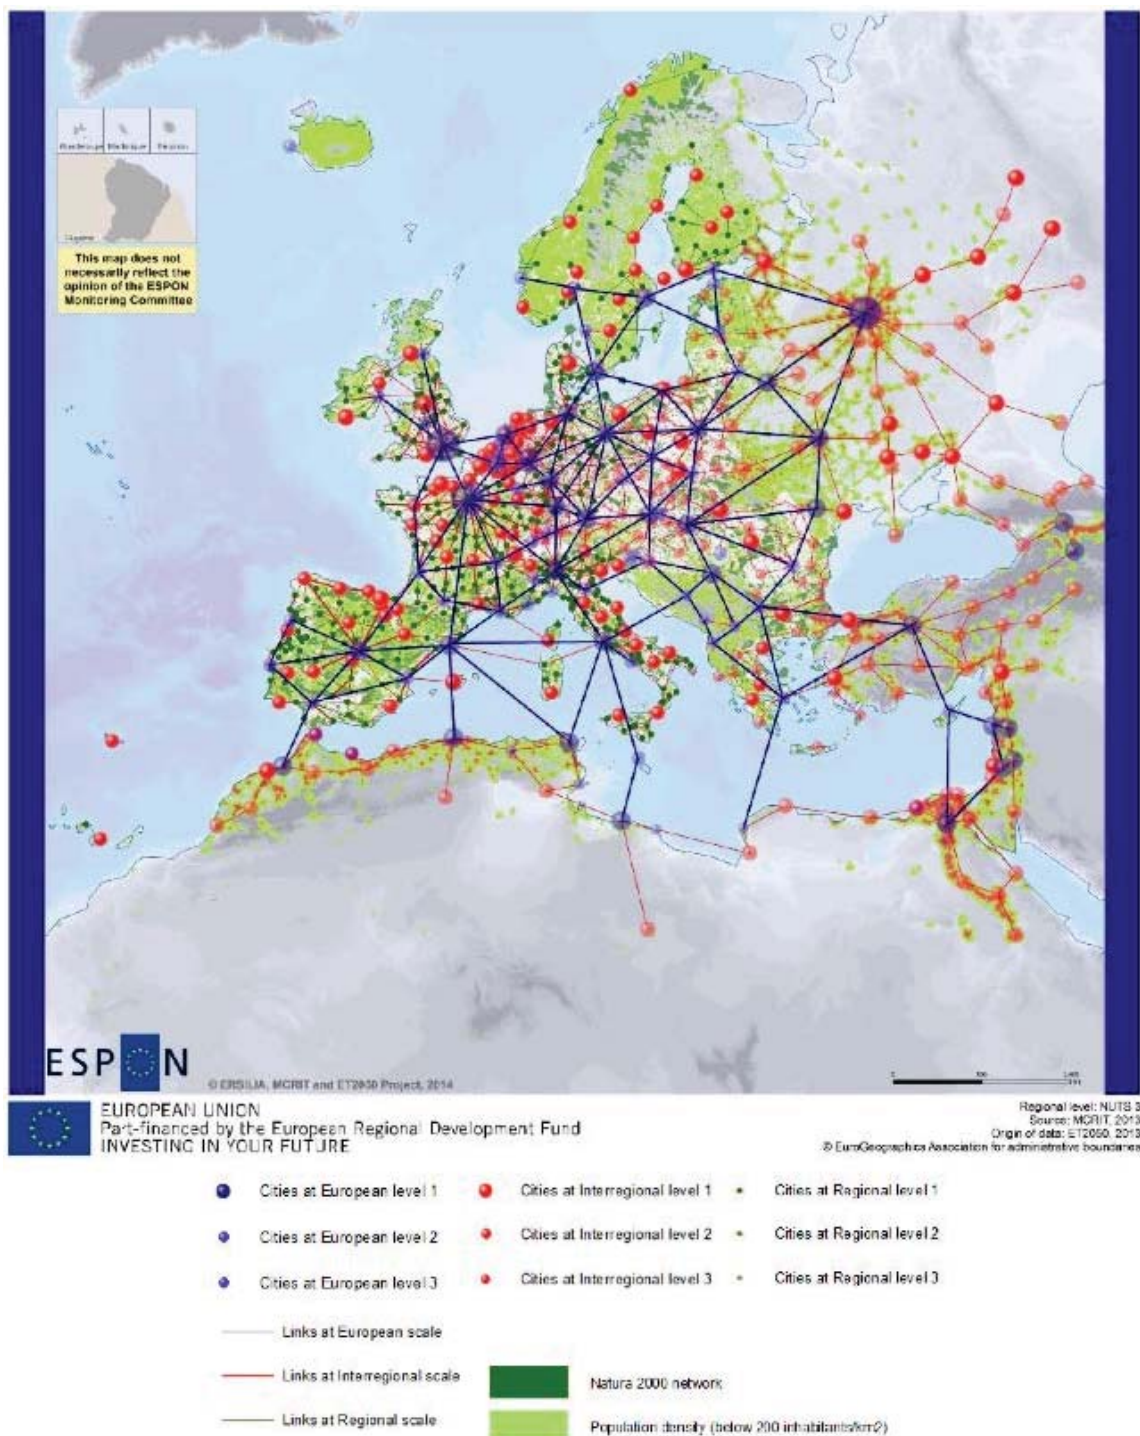 This map does not
necessarily reflect the
opinion of the ESPON
Monitoring Committee
ESPON
© ERSILIA, MCRIT and ET2050 Project, 2014
EUROPEAN UNION
Part-financed by the European Regional Development Fund
INVESTING IN YOUR FUTURE
Regional level: NUTS 3
Source: MCRIT, 2013
Origin of data: ET2050, 2013
© EuroGeographics Association for administrative boundaries
Cities at European level 1
Cities at Interregional level 1
Cities at Regional level 1
Cities at European level 2
Cities at Interregional level 2
Cities at Regional level 2
Cities at European level 3
Cities at Interregional level 3
Cities at Regional level 3
Links at European scale
Links at Interregional scale
Natura 2000 network
Links at Regional scale
Population density (below 200 inhabitants/km2)